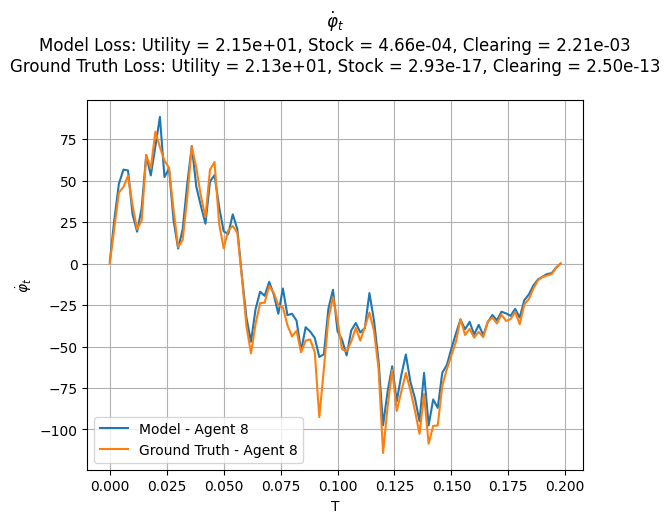 φ̇ₜ
Model Loss: Utility = 2.15e+01, Stock = 4.66e-04, Clearing = 2.21e-03
Ground Truth Loss: Utility = 2.13e+01, Stock = 2.93e-17, Clearing = 2.50e-13
75
50
25
0
−25
−50
−75
−100
φ̇ₜ
Model - Agent 8
Ground Truth - Agent 8
0.000 0.025 0.050 0.075 0.100 0.125 0.150 0.175 0.200
T